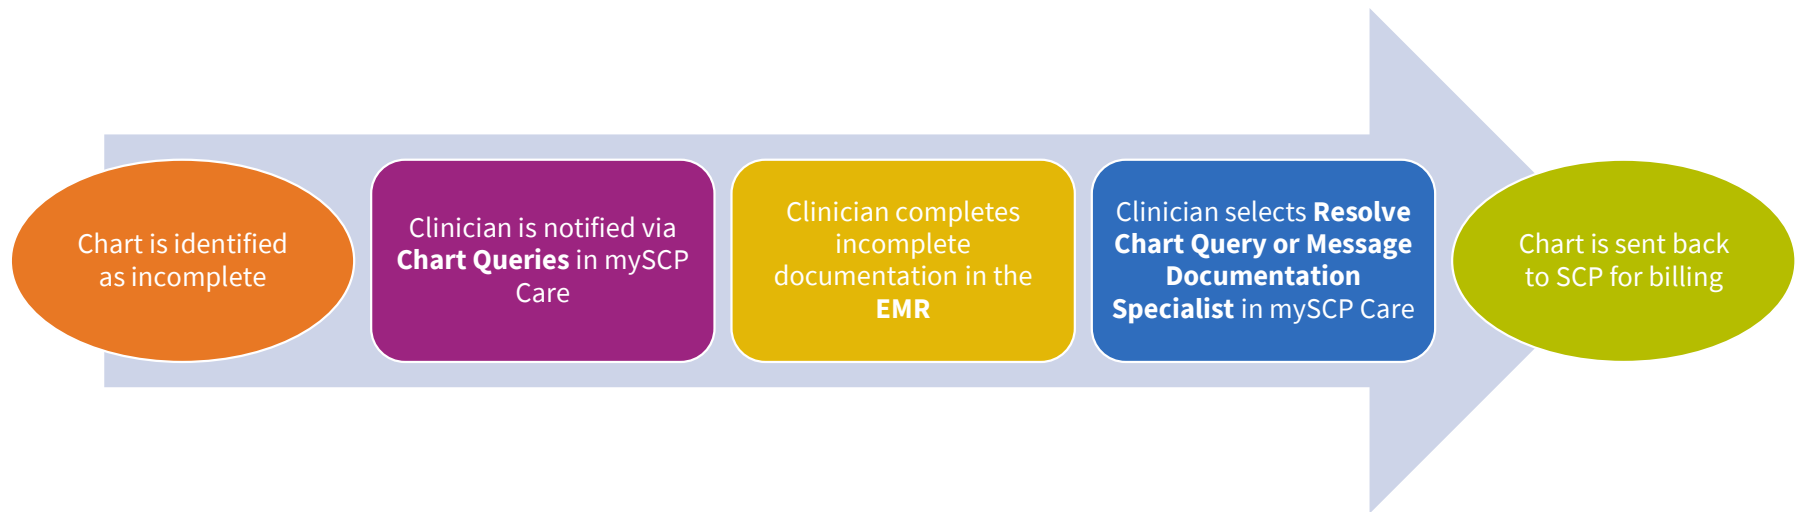 Chart is identified
as incomplete
Clinician is notified via
Chart Queries in mySCP
Care
Clinician completes
incomplete
documentation in the
EMR
Clinician selects Resolve
Chart Query or Message
Documentation
Specialist in mySCP Care
Chart is sent back
to SCP for billing